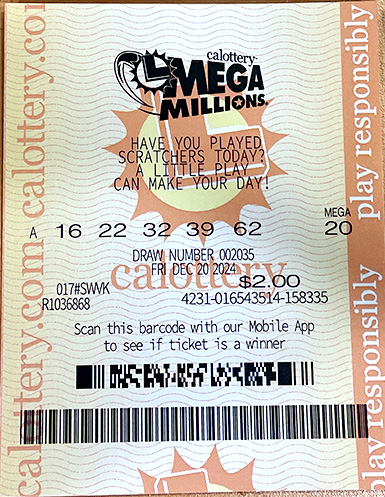 calottery
MEGA
MILLIONS
HAVE YOU PLAYED
SCRATCHERS TODAY?
A LITTLE PLAY
CAN MAKE YOUR DAY!
MEGA
A 16 22 32 39 62 20
DRAW NUMBER 002035
FRI DEC 20 2024
calottery
017#SWVK $2.00
R1036868 4231-016543514-158335
Scan this barcode with our Mobile App
to see if ticket is a winner
calottery.com calottery.co
play responsibly
play responsibly